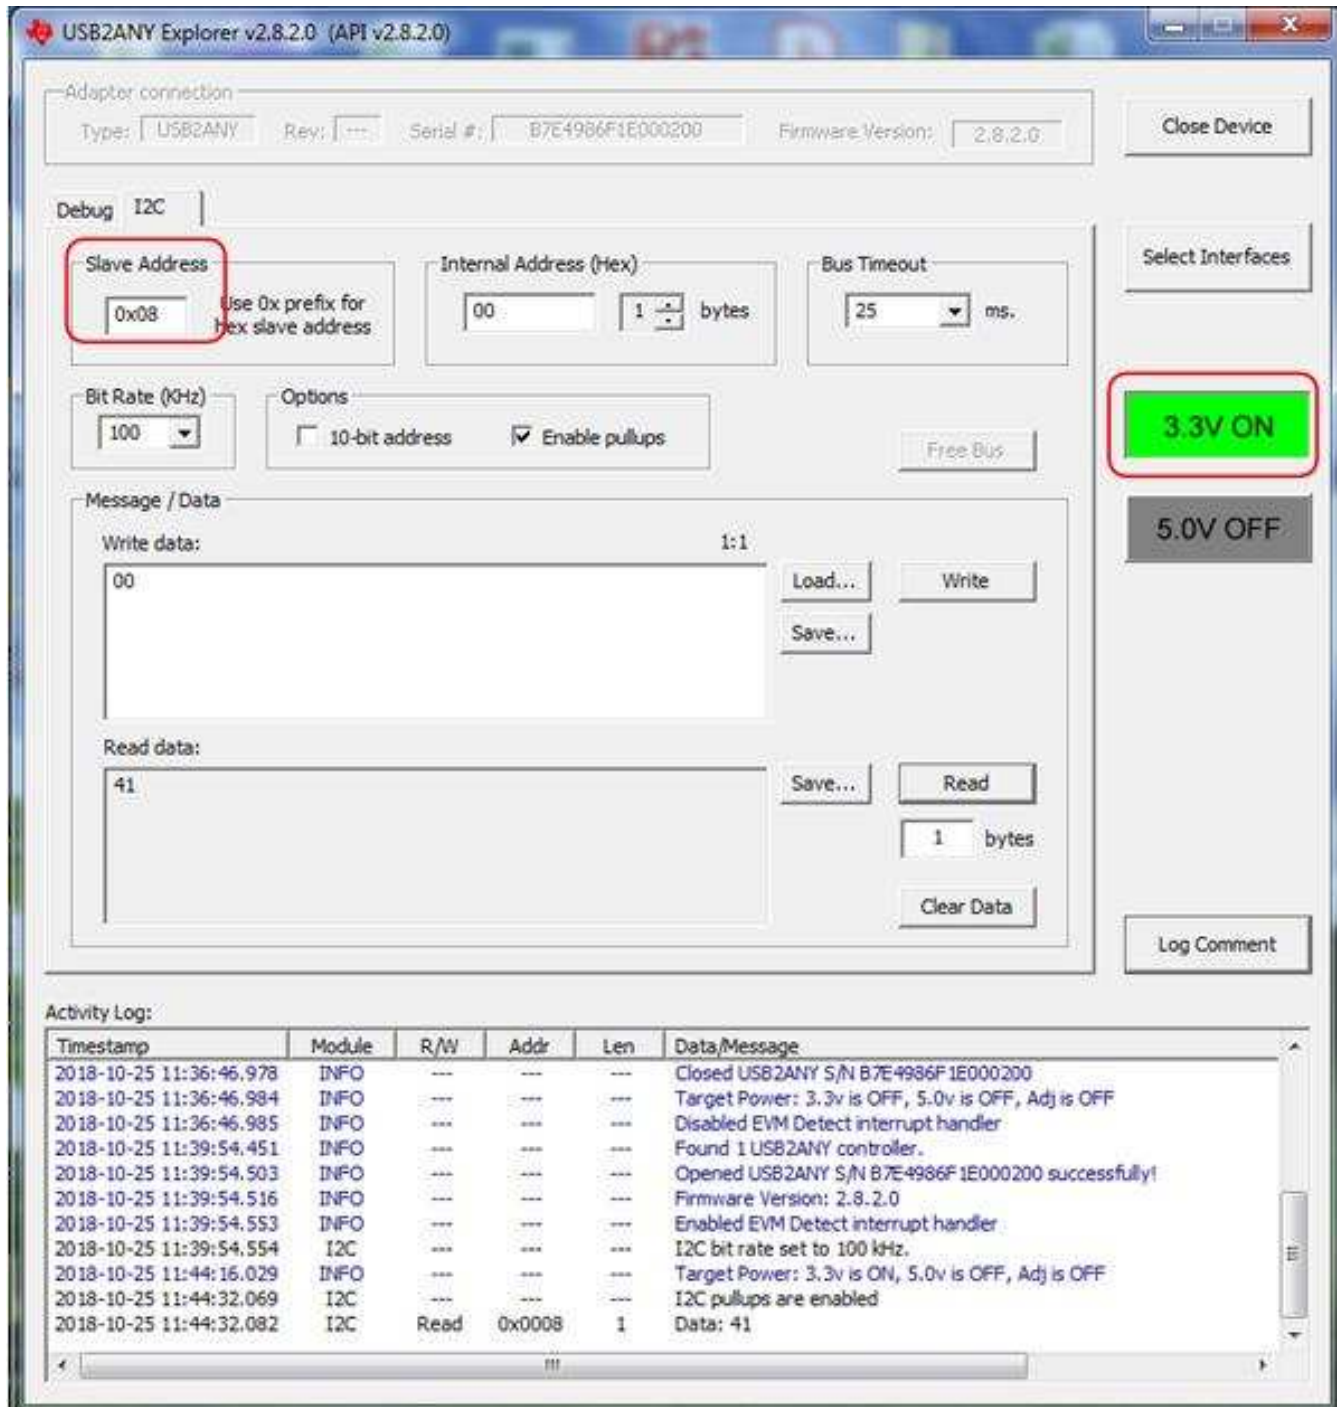 USB2ANY Explorer v2.8.2.0 (API v2.8.2.0)
Adaptor connection
Type: USB2ANY Rev: --- Serial #: B7E4986F1E000200 Firmware Version: 2.8.2.0
Close Device
Debug I2C
Select Interfaces
Slave Address
0x08
Use 0x prefix for
hex slave address
Internal Address (Hex)
00 1 bytes
Bus Timeout
25 ms.
Bit Rate (KHz)
100
Options
10-bit address Enable pullups
Free Bus
3.3V ON
5.0V OFF
Message / Data
Write data: 1:1
00
Load... Write
Save...
Read data:
41
Save... Read
1 bytes
Clear Data
Log Comment
Activity Log:
Timestamp Module R/W Addr Len Data/Message
2018-10-25 11:36:46.978 INFO --- --- --- Closed USB2ANY S/N B7E4986F1E000200
2018-10-25 11:36:46.984 INFO --- --- --- Target Power: 3.3v is OFF, 5.0v is OFF, Adj is OFF
2018-10-25 11:36:46.985 INFO --- --- --- Disabled EVM Detect interrupt handler
2018-10-25 11:39:54.451 INFO --- --- --- Found 1 USB2ANY controller.
2018-10-25 11:39:54.503 INFO --- --- --- Opened USB2ANY S/N B7E4986F1E000200 successfully!
2018-10-25 11:39:54.516 INFO --- --- --- Firmware Version: 2.8.2.0
2018-10-25 11:39:54.553 INFO --- --- --- Enabled EVM Detect interrupt handler
2018-10-25 11:39:54.554 I2C --- --- --- I2C bit rate set to 100 kHz.
2018-10-25 11:44:16.029 INFO --- --- --- Target Power: 3.3v is ON, 5.0v is OFF, Adj is OFF
2018-10-25 11:44:32.069 I2C --- --- --- I2C pullups are enabled
2018-10-25 11:44:32.082 I2C Read 0x0008 1 Data: 41